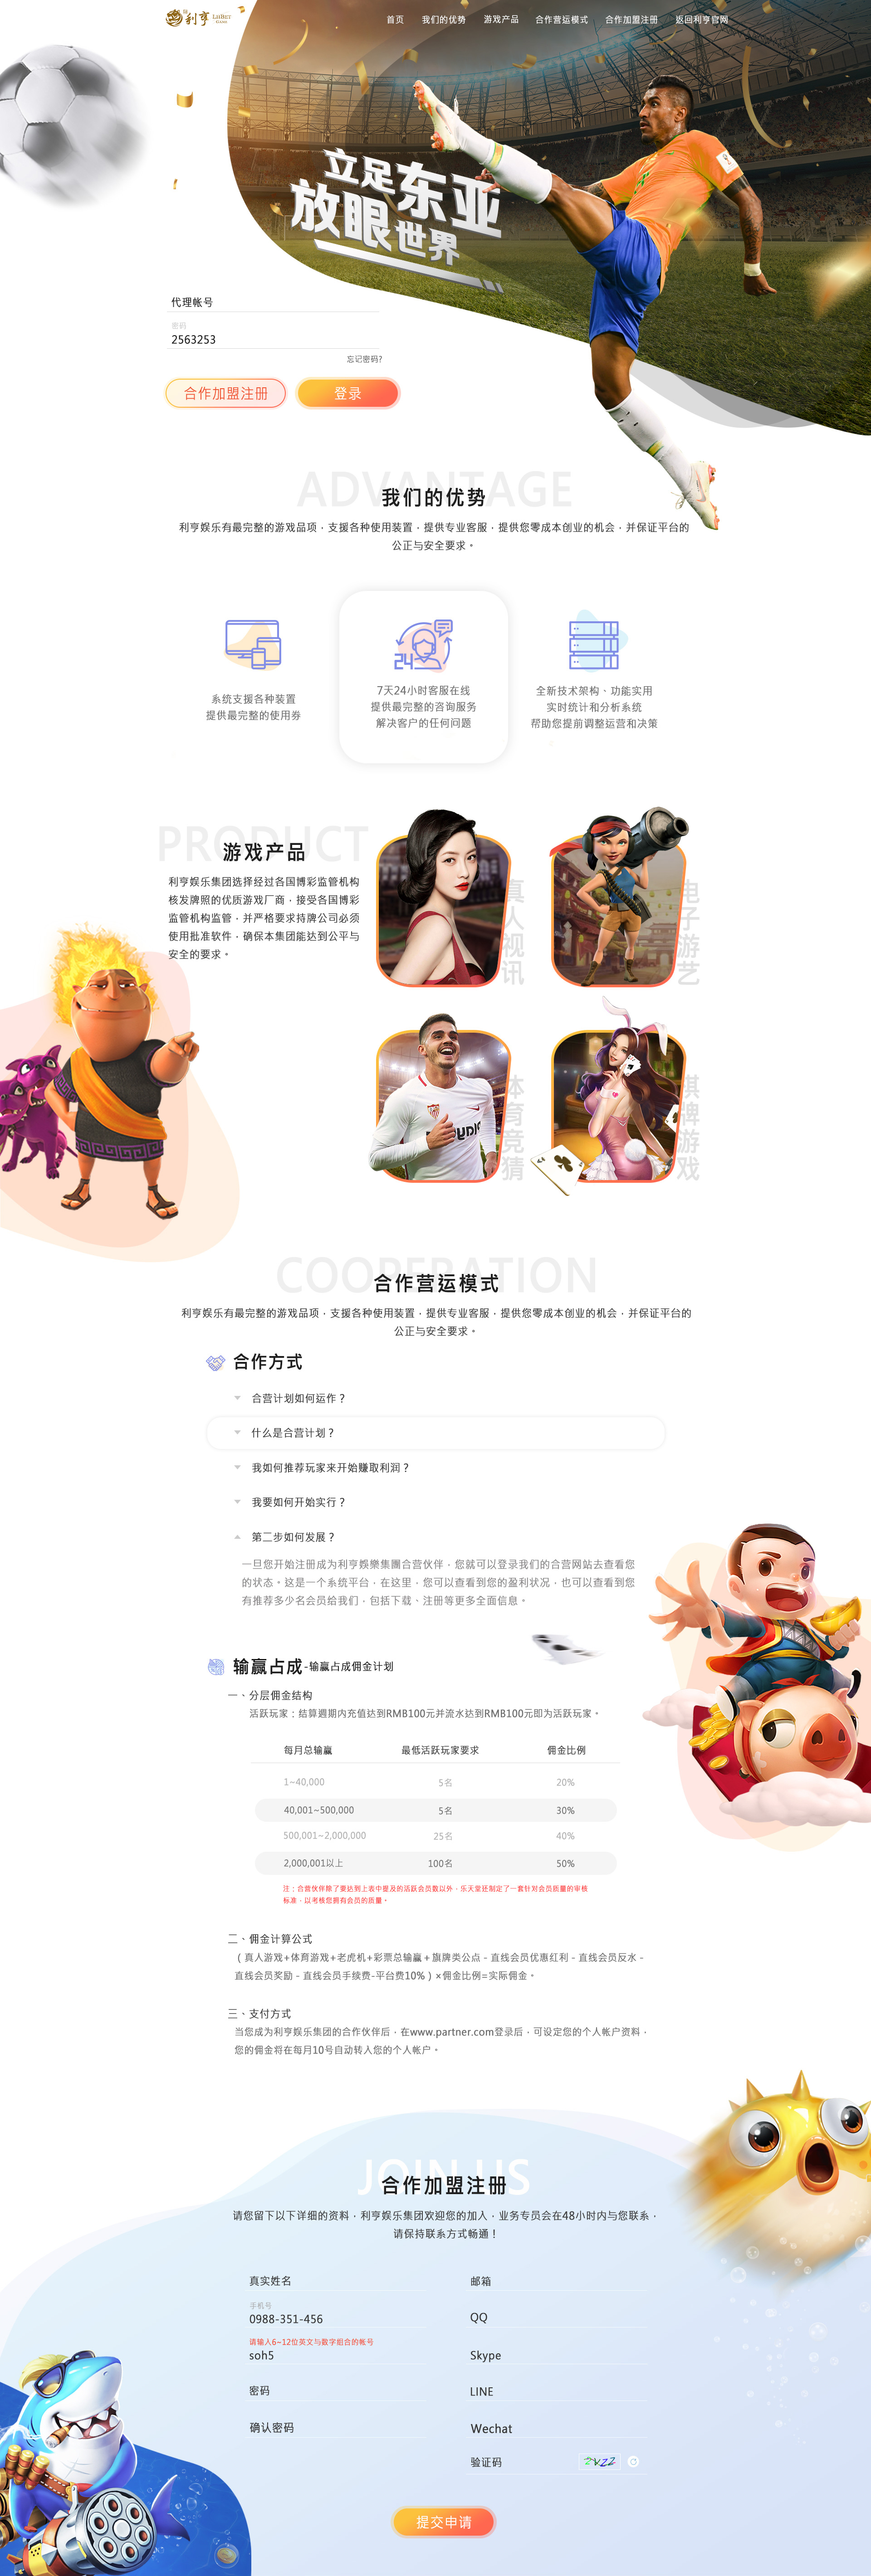 利亨 LIHBET
首页 我们的优势 游戏产品 合作营运模式 合作加盟注册 返回利亨官网
立足东亚
放眼世界
代理帐号
密码
2563253
忘记密码?
合作加盟注册 登录
ADVANTAGE
我们的优势
利亨娱乐有最完整的游戏品项，支援各种使用装置，提供专业客服，提供您零成本创业的机会，并保证平台的
公正与安全要求。
系统支援各种装置
提供最完整的使用券
7天24小时客服在线
提供最完整的咨询服务
解决客户的任何问题
全新技术架构、功能实用
实时统计和分析系统
帮助您提前调整运营和决策
PRODUCT
游戏产品
利亨娱乐集团选择经过各国博彩监管机构
核发牌照的优质游戏厂商，接受各国博彩
监管机构监管，并严格要求持牌公司必须
使用批准软件，确保本集团能达到公平与
安全的要求。
真人视讯
电子游艺
体育竞猜
棋牌游戏
COOPERATION
合作营运模式
利亨娱乐有最完整的游戏品项，支援各种使用装置，提供专业客服，提供您零成本创业的机会，并保证平台的
公正与安全要求。
合作方式
合营计划如何运作？
什么是合营计划？
我如何推荐玩家来开始赚取利润？
我要如何开始实行？
第二步如何发展？
一旦您开始注册成为利亨娛樂集團合营伙伴，您就可以登录我们的合营网站去查看您
的状态。这是一个系统平台，在这里，您可以查看到您的盈利状况，也可以查看到您
有推荐多少名会员给我们，包括下载、注册等更多全面信息。
输赢占成-输赢占成佣金计划
一、分层佣金结构
活跃玩家：结算週期内充值达到RMB100元并流水达到RMB100元即为活跃玩家。
每月总输赢 最低活跃玩家要求 佣金比例
1~40,000 5名 20%
40,001~500,000 5名 30%
500,001~2,000,000 25名 40%
2,000,001以上 100名 50%
注：合营伙伴除了要达到上表中提及的活跃会员数以外，乐天堂还制定了一套针对会员质量的审核
标准，以考核您拥有会员的质量。
二、佣金计算公式
（真人游戏+体育游戏+老虎机+彩票总输赢＋旗牌类公点－直线会员优惠红利－直线会员反水－
直线会员奖励－直线会员手续费-平台费10%）×佣金比例=实际佣金。
三、支付方式
当您成为利亨娱乐集团的合作伙伴后，在www.partner.com登录后，可设定您的个人帐户资料，
您的佣金将在每月10号自动转入您的个人帐户。
JOIN US
合作加盟注册
请您留下以下详细的资料，利亨娱乐集团欢迎您的加入，业务专员会在48小时内与您联系，
请保持联系方式畅通！
真实姓名 邮箱
手机号
0988-351-456 QQ
请输入6~12位英文与数字组合的帐号
soh5 Skype
密码 LINE
确认密码 Wechat
验证码
提交申请